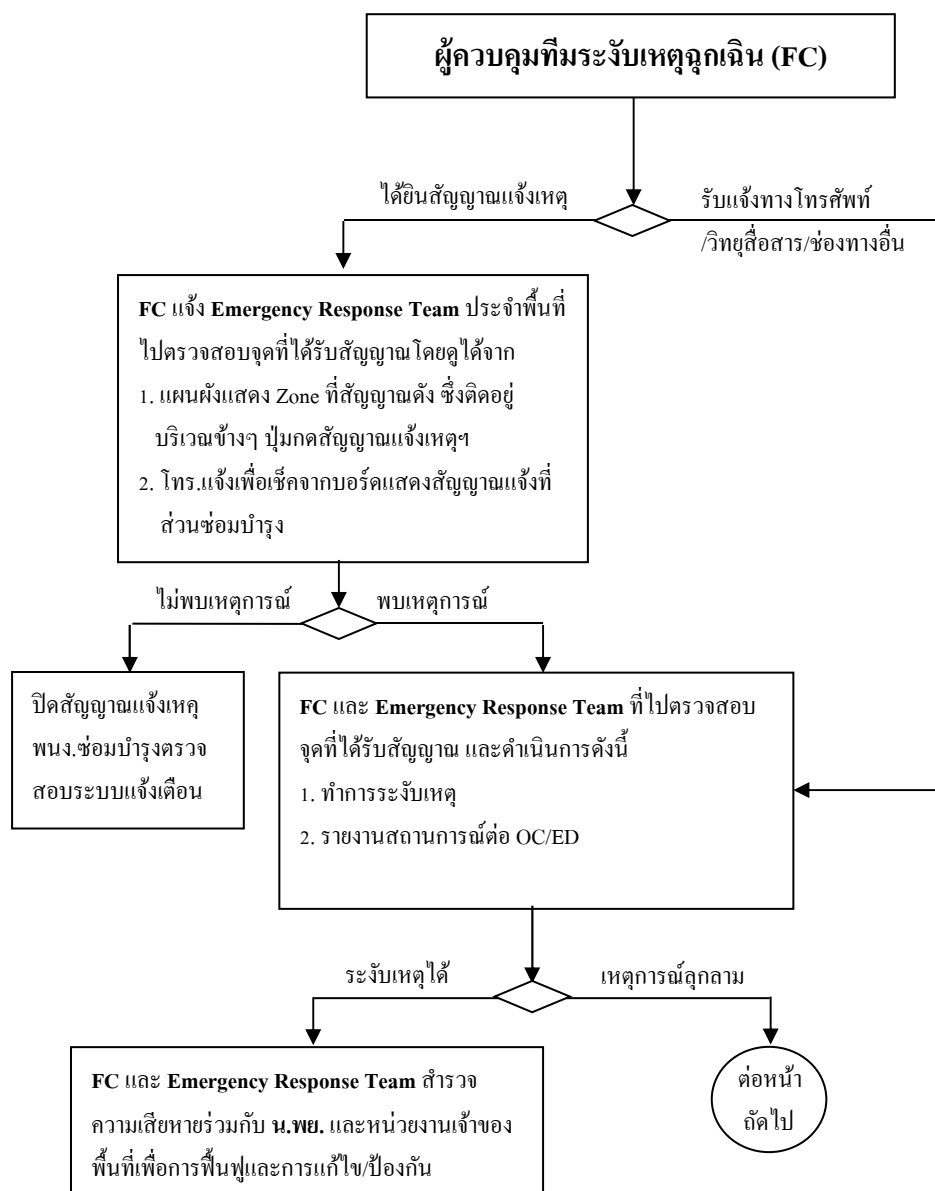 ผู้ควบคุมทีมระงับเหตุฉุกเฉิน (FC)
ได้ยินสัญญาณแจ้งเหตุ
รับแจ้งทางโทรศัพท์
/วิทยุสื่อสาร/ช่องทางอื่น
FC แจ้ง Emergency Response Team ประจำพื้นที่
ไปตรวจสอบจุดที่ได้รับสัญญาณโดยดูได้จาก
1. แผนผังแสดง Zone ที่สัญญาณดัง ซึ่งติดอยู่
บริเวณข้างๆ ปุ่มกดสัญญาณแจ้งเหตุฯ
2. โทร.แจ้งเพื่อเช็คจากบอร์ดแสดงสัญญาณแจ้งที่
ส่วนซ่อมบำรุง
ไม่พบเหตุการณ์
พบเหตุการณ์
ปิดสัญญาณแจ้งเหคุ
พนง.ซ่อมบำรุงตรวจ
สอบระบบแจ้งเตือน
FC และ Emergency Response Team ที่ไปตรวจสอบ
จุดที่ได้รับสัญญาณ และดำเนินการดังนี้
1. ทำการระงับเหตุ
2. รายงานสถานการณ์ต่อ OC/ED
ระงับเหตุได้
เหตุการณ์ลุกลาม
FC และ Emergency Response Team สำรวจ
ความเสียหายร่วมกับ น.พย. และหน่วยงานเจ้าของ
พื้นที่เพื่อการฟื้นฟูและการแก้ไข/ป้องกัน
ต่อหน้า
ถัดไป